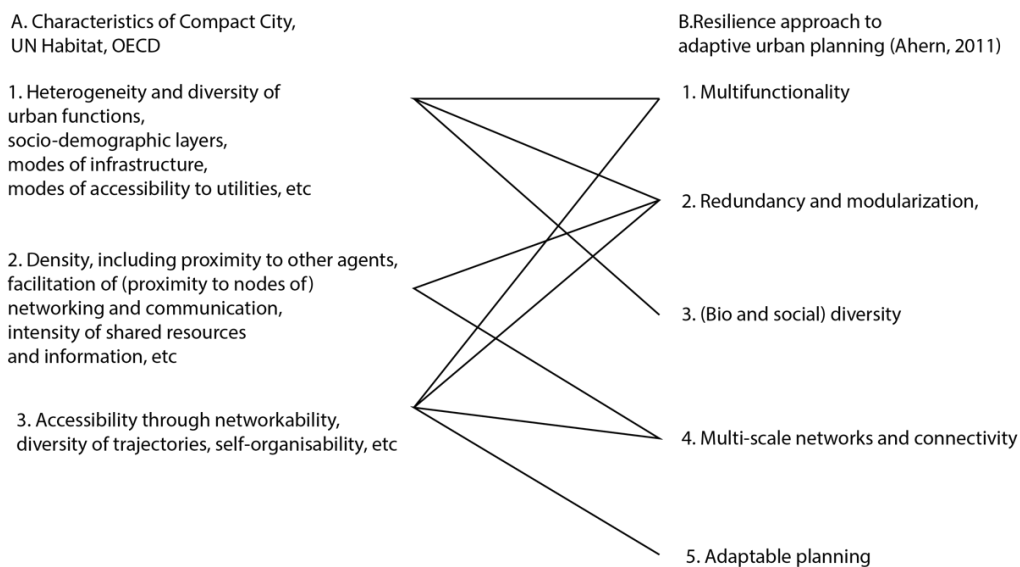 A. Characteristics of Compact City,
UN Habitat, OECD
1. Heterogeneity and diversity of
urban functions,
socio-demographic layers,
modes of infrastructure,
modes of accessibility to utilities, etc
2. Density, including proximity to other agents,
facilitation of (proximity to nodes of)
networking and communication,
intensity of shared resources
and information, etc
3. Accessibility through networkability,
diversity of trajectories, self-organisability, etc
B.Resilience approach to
adaptive urban planning (Ahern, 2011)
1. Multifunctionality
2. Redundancy and modularization,
3. (Bio and social) diversity
4. Multi-scale networks and connectivity
5. Adaptable planning